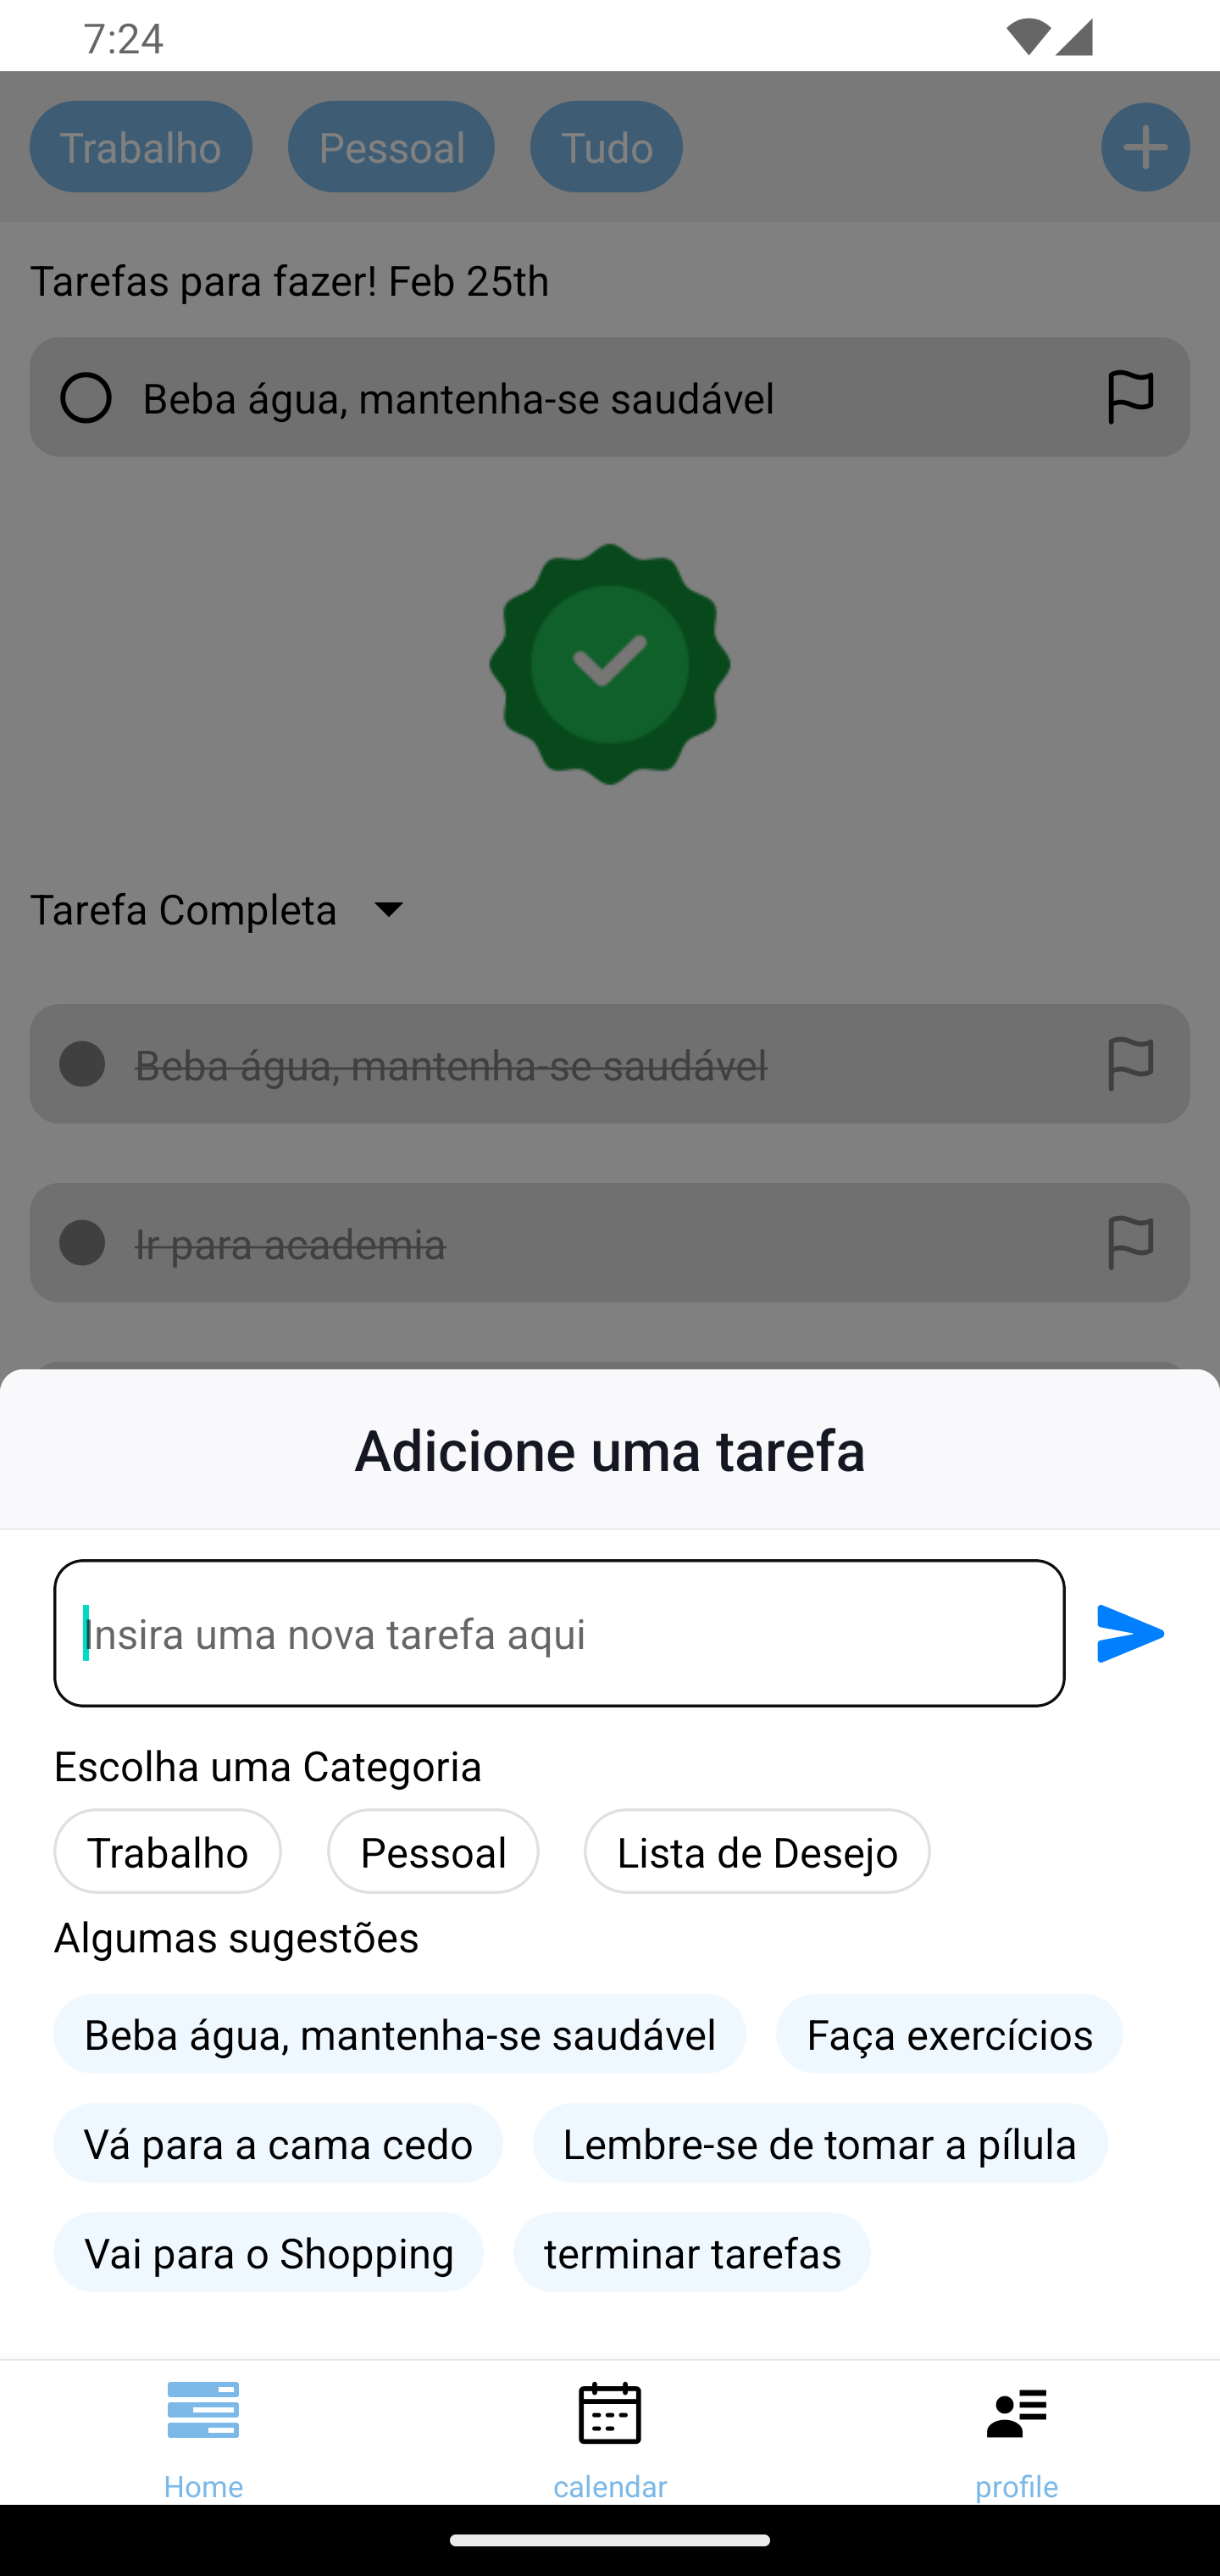 7:24
Trabalho Pessoal Tudo
Tarefas para fazer! Feb 25th
Beba água, mantenha-se saudável
Tarefa Completa
Beba água, mantenha-se saudável
Ir para academia
Adicione uma tarefa
Insira uma nova tarefa aqui
Escolha uma Categoria
Trabalho Pessoal Lista de Desejo
Algumas sugestões
Beba água, mantenha-se saudável Faça exercícios
Vá para a cama cedo Lembre-se de tomar a pílula
Vai para o Shopping terminar tarefas
Home calendar profile